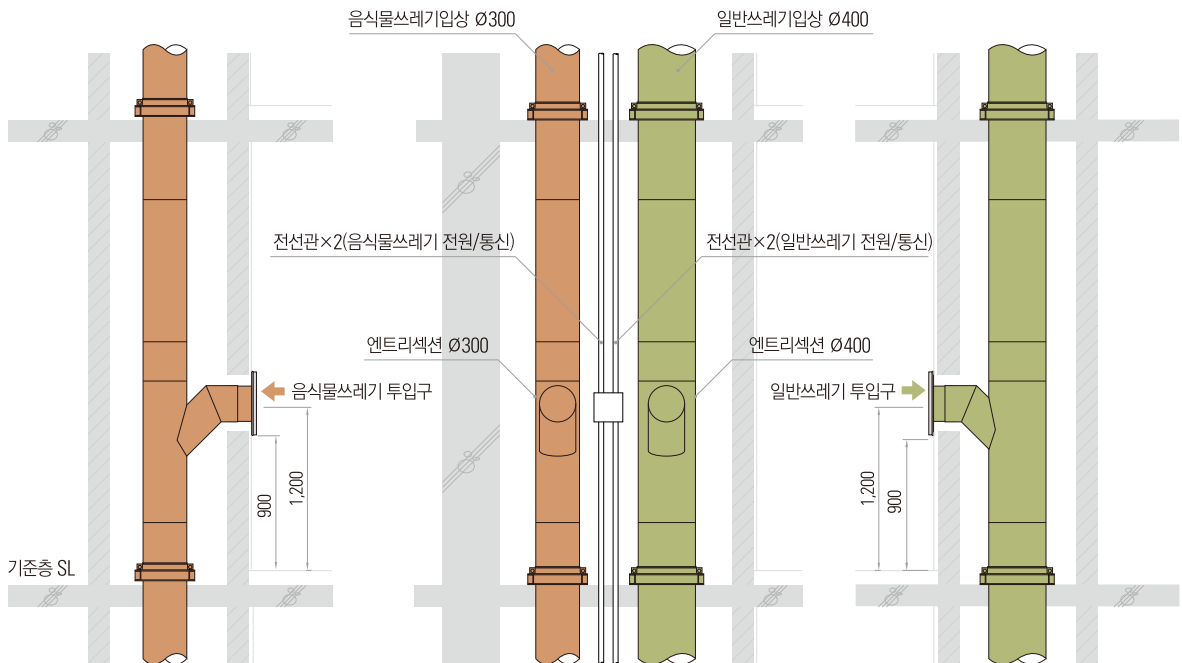 음식물쓰레기입상 Ø300
일반쓰레기입상 Ø400
전선관×2(음식물쓰레기 전원/통신)
전선관×2(일반쓰레기 전원/통신)
엔트리섹션 Ø300
엔트리섹션 Ø400
음식물쓰레기 투입구
일반쓰레기 투입구
900
1,200
1,200
900
기준층 SL